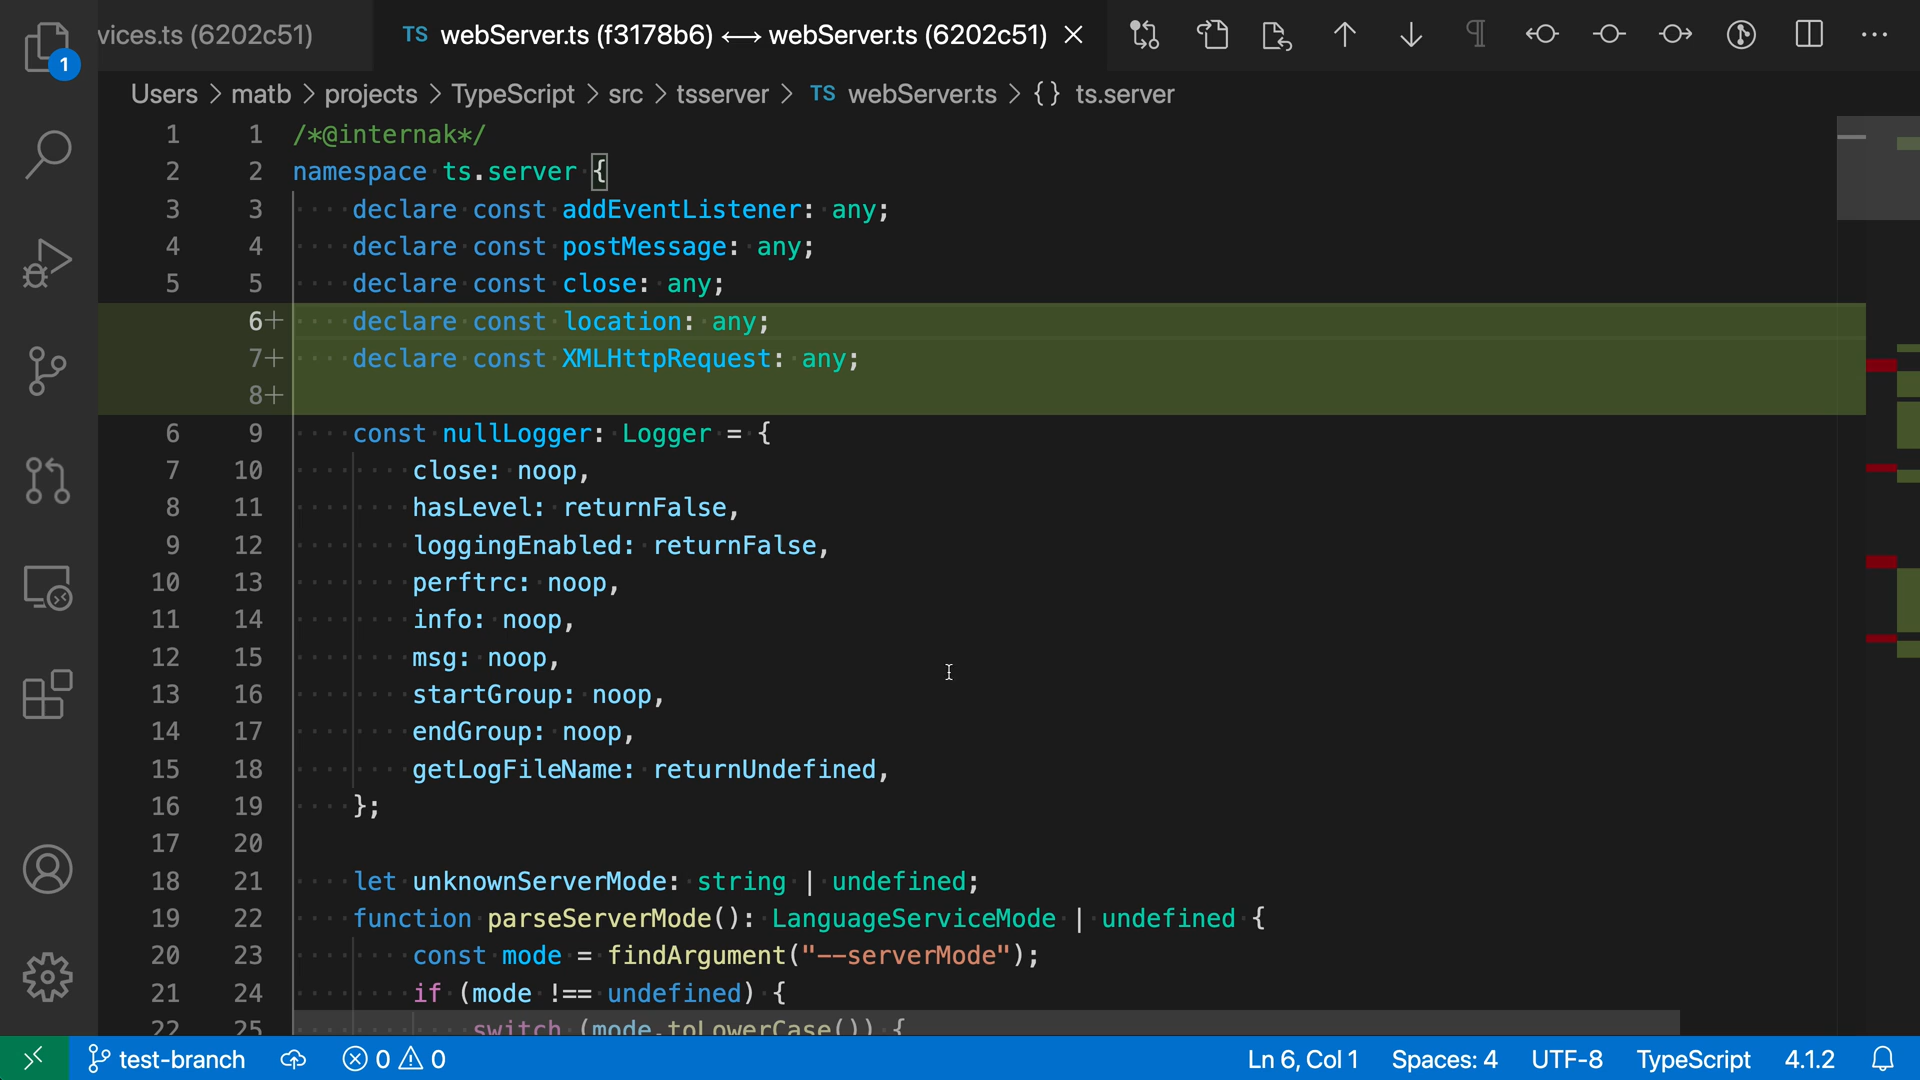 vices.ts (6202c51)
TS webServer.ts (f3178b6) ⟷ webServer.ts (6202c51)
1
Users > matb > projects > TypeScript > src > tsserver > TS webServer.ts > {} ts.server
1 1 /*@internak*/
2 2 namespace·ts.server·{
3 3 ····declare·const·addEventListener:·any;
4 4 ····declare·const·postMessage:·any;
5 5 ····declare·const·close:·any;
6+ ····declare·const·location:·any;
7+ ····declare·const·XMLHttpRequest:·any;
8+
6 9 ····const·nullLogger:·Logger·=·{
7 10 ········close:·noop,
8 11 ········hasLevel:·returnFalse,
9 12 ········loggingEnabled:·returnFalse,
10 13 ········perftrc:·noop,
11 14 ········info:·noop,
12 15 ········msg:·noop,
13 16 ········startGroup:·noop,
14 17 ········endGroup:·noop,
15 18 ········getLogFileName:·returnUndefined,
16 19 ····};
17 20
18 21 ····let·unknownServerMode:·string·|·undefined;
19 22 ····function·parseServerMode():·LanguageServiceMode·|·undefined·{
20 23 ········const·mode·=·findArgument("--serverMode");
21 24 ········if·(mode·!==·undefined)·{
22 25 ············switch·(mode.toLowerCase())·{
test-branch 0 0 Ln 6, Col 1 Spaces: 4 UTF-8 TypeScript 4.1.2